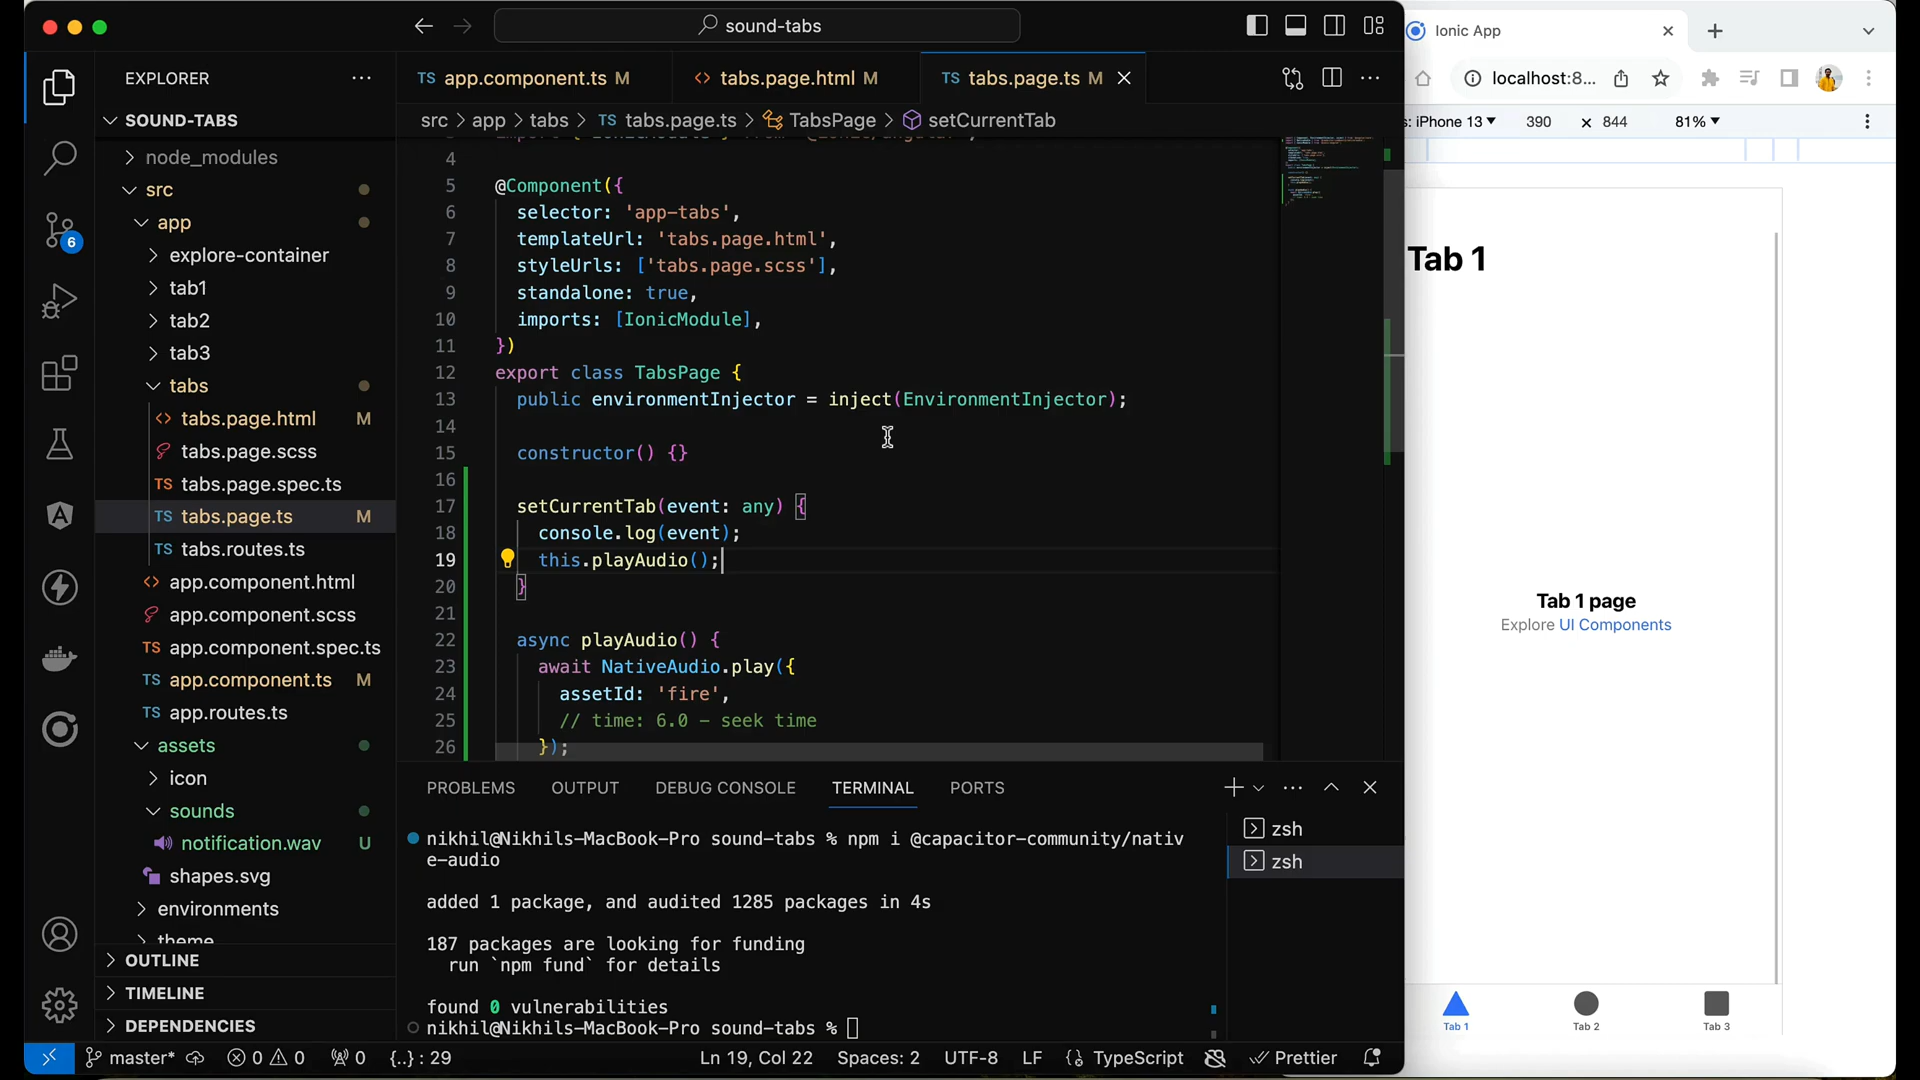 sound-tabs
EXPLORER
SOUND-TABS
node_modules
src
app
explore-container
tab1
tab2
tab3
tabs
tabs.page.html M
tabs.page.scss
TS tabs.page.spec.ts
TS tabs.page.ts M
TS tabs.routes.ts
app.component.html
app.component.scss
TS app.component.spec.ts
TS app.component.ts M
TS app.routes.ts
assets
icon
sounds
notification.wav U
shapes.svg
environments
theme
OUTLINE
TIMELINE
DEPENDENCIES
6
TS app.component.ts M
<> tabs.page.html M
TS tabs.page.ts M
src > app > tabs > TS tabs.page.ts > TabsPage > setCurrentTab
4
5 @Component({
6 selector: 'app-tabs',
7 templateUrl: 'tabs.page.html',
8 styleUrls: ['tabs.page.scss'],
9 standalone: true,
10 imports: [IonicModule],
11 })
12 export class TabsPage {
13 public environmentInjector = inject(EnvironmentInjector);
14
15 constructor() {}
16
17 setCurrentTab(event: any) {
18 console.log(event);
19 this.playAudio();
20 }
21
22 async playAudio() {
23 await NativeAudio.play({
24 assetId: 'fire',
25 // time: 6.0 - seek time
26 });
PROBLEMS OUTPUT DEBUG CONSOLE TERMINAL PORTS
nikhil@Nikhils-MacBook-Pro sound-tabs % npm i @capacitor-community/nativ
e-audio
added 1 package, and audited 1285 packages in 4s
187 packages are looking for funding
run `npm fund` for details
found 0 vulnerabilities
nikhil@Nikhils-MacBook-Pro sound-tabs %
zsh
zsh
master* 0 0 0 {..} : 29 Ln 19, Col 22 Spaces: 2 UTF-8 LF TypeScript Prettier
Ionic App
localhost:8...
s: iPhone 13 390 × 844 81%
Tab 1
Tab 1 page
Explore UI Components
Tab 1
Tab 2
Tab 3